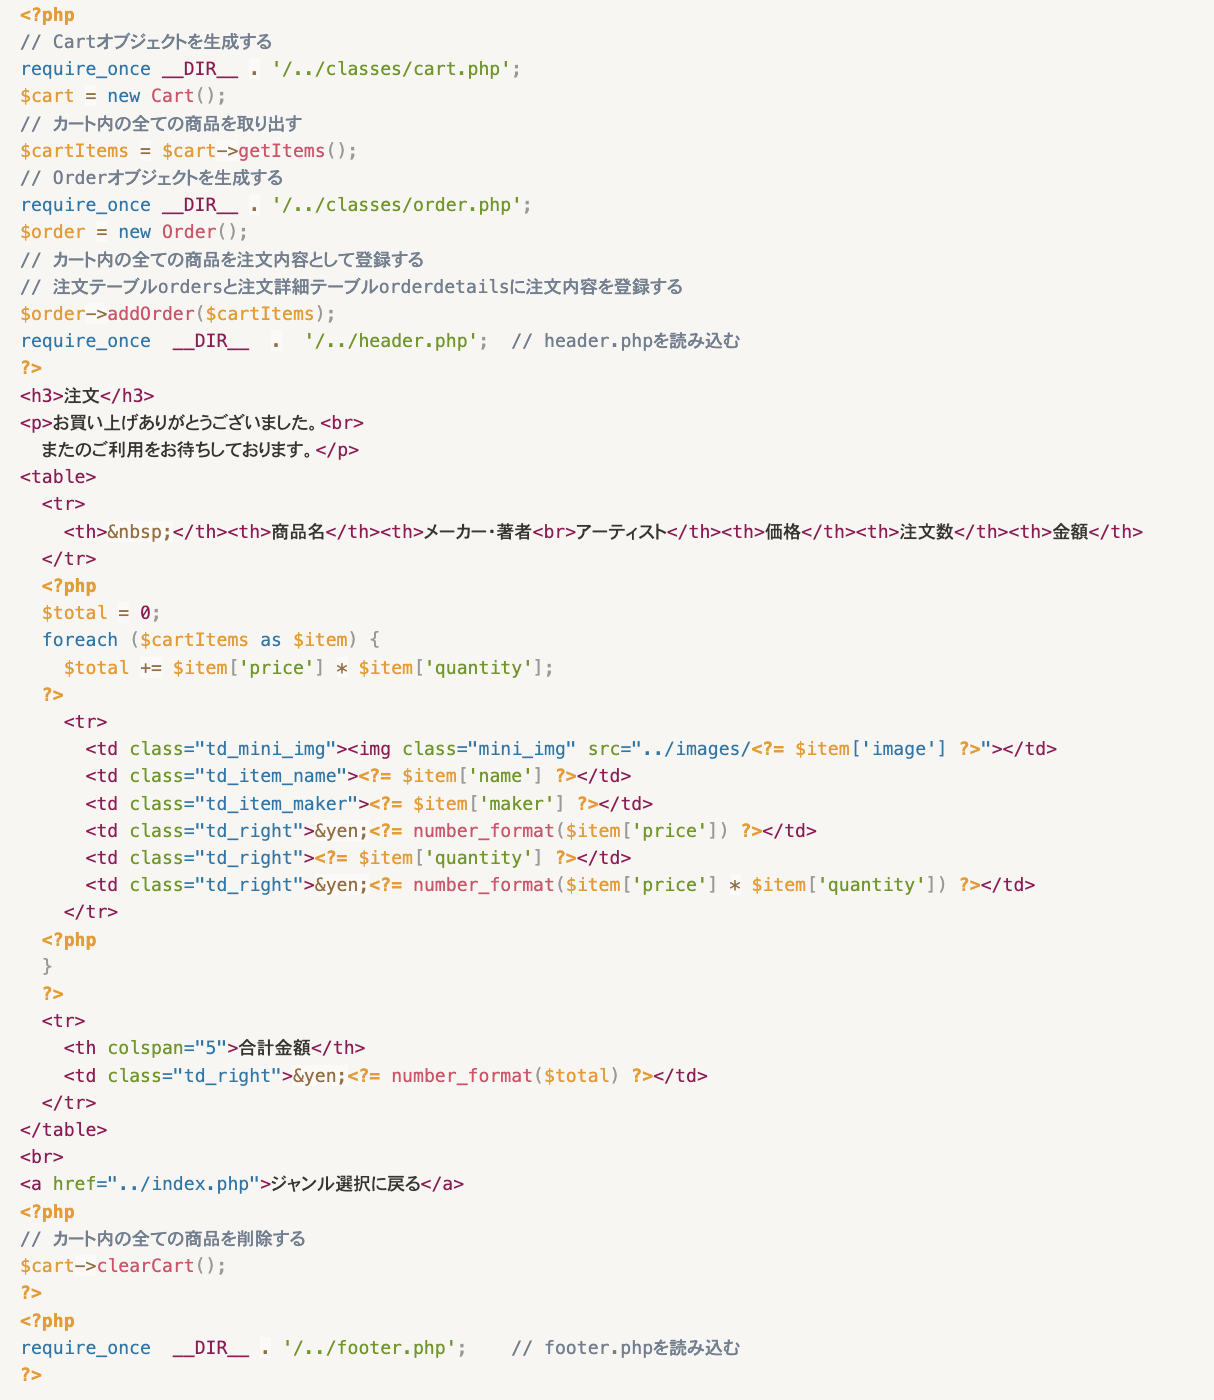 <?php
// Cartオブジェクトを生成する
require_once __DIR__ . '/../classes/cart.php';
$cart = new Cart();
// カート内の全ての商品を取り出す
$cartItems = $cart->getItems();
// Orderオブジェクトを生成する
require_once __DIR__ . '/../classes/order.php';
$order = new Order();
// カート内の全ての商品を注文内容として登録する
// 注文テーブルordersと注文詳細テーブルorderdetailsに注文内容を登録する
$order->addOrder($cartItems);
require_once  __DIR__  .  '/../header.php';  // header.phpを読み込む
?>
<h3>注文</h3>
<p>お買い上げありがとうございました。<br>
  またのご利用をお待ちしております。</p>
<table>
  <tr>
    <th>&nbsp;</th><th>商品名</th><th>メーカー・著者<br>アーティスト</th><th>価格</th><th>注文数</th><th>金額</th>
  </tr>
  <?php
  $total = 0;
  foreach ($cartItems as $item) {
    $total += $item['price'] * $item['quantity'];
  ?>
    <tr>
      <td class="td_mini_img"><img class="mini_img" src="../images/<?= $item['image'] ?>"></td>
      <td class="td_item_name"><?= $item['name'] ?></td>
      <td class="td_item_maker"><?= $item['maker'] ?></td>
      <td class="td_right">&yen;<?= number_format($item['price']) ?></td>
      <td class="td_right"><?= $item['quantity'] ?></td>
      <td class="td_right">&yen;<?= number_format($item['price'] * $item['quantity']) ?></td>
    </tr>
  <?php
  }
  ?>
  <tr>
    <th colspan="5">合計金額</th>
    <td class="td_right">&yen;<?= number_format($total) ?></td>
  </tr>
</table>
<br>
<a href="../index.php">ジャンル選択に戻る</a>
<?php
// カート内の全ての商品を削除する
$cart->clearCart();
?>
<?php
require_once  __DIR__ . '/../footer.php';    // footer.phpを読み込む
?>